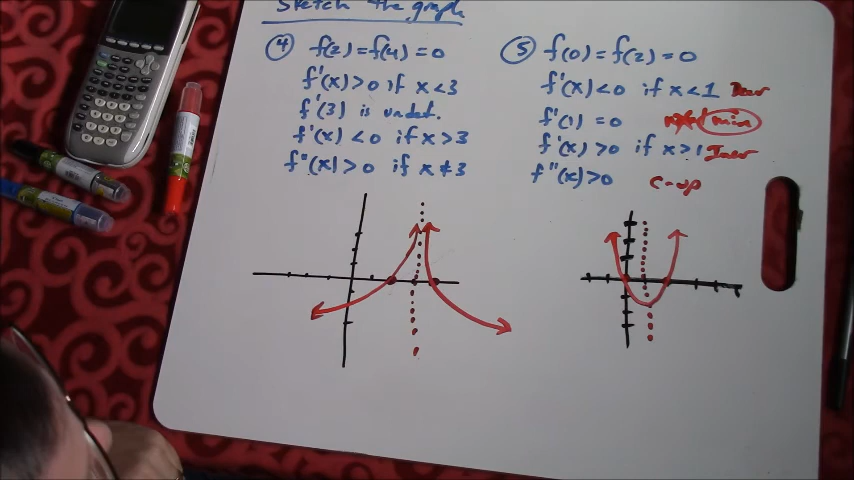 Sketch the graph
④ f(2) = f(4) = 0
f'(x) > 0 if x < 3
f'(3) is undef.
f'(x) < 0 if x > 3
f"(x) > 0 if x ≠ 3
⑤ f(0) = f(2) = 0
f'(x) < 0 if x < 1 Decr
f'(1) = 0 min
f'(x) > 0 if x > 1 Incr
f"(x) > 0 c-up